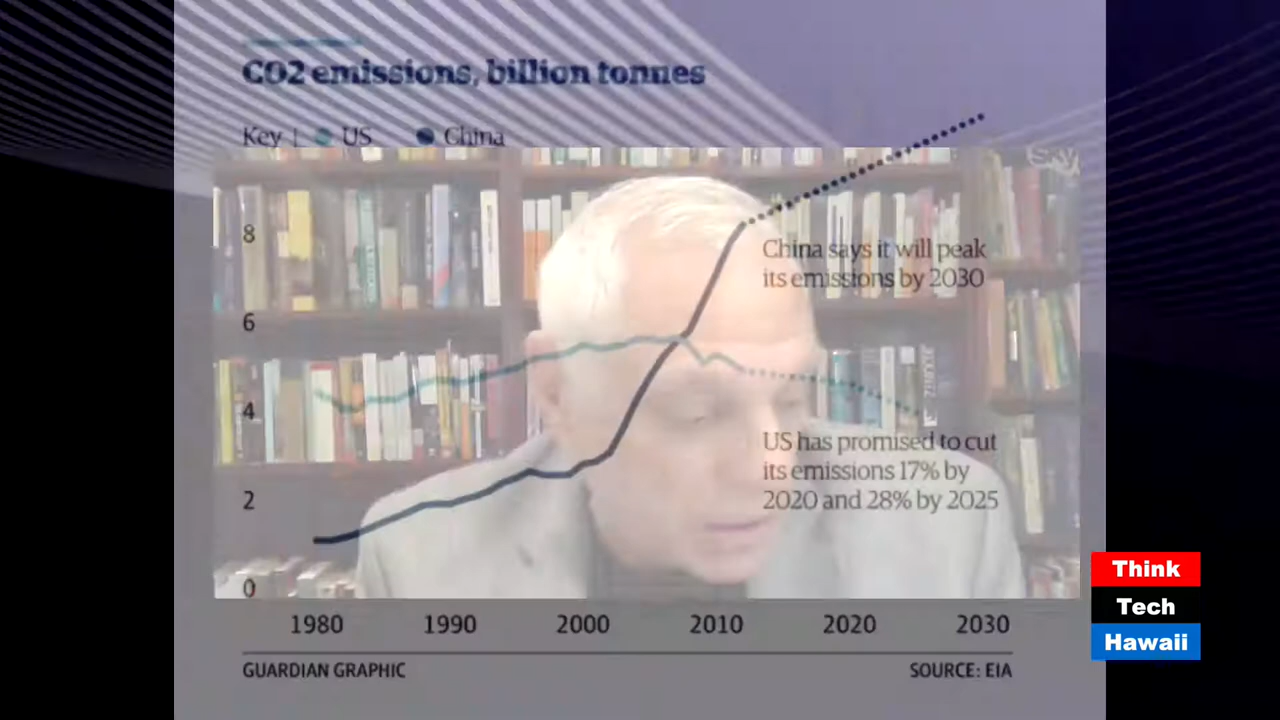 CO2 emissions, billion tonnes
Key | US China
sky
8
China says it will peak
its emissions by 2030
6
4
US has promised to cut
its emissions 17% by
2020 and 28% by 2025
2
0
1980 1990 2000 2010 2020 2030
GUARDIAN GRAPHIC SOURCE: EIA
Think
Tech
Hawaii